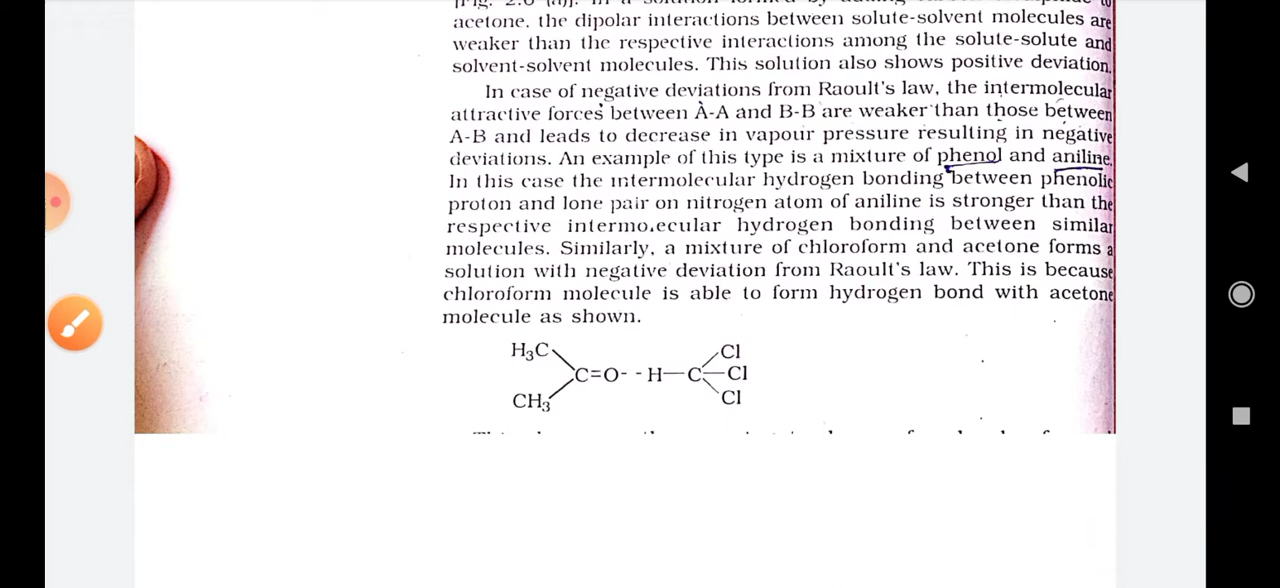 acetone. the dipolar interactions between solute-solvent molecules are
weaker than the respective interactions among the solute-solute and
solvent-solvent molecules. This solution also shows positive deviation.
In case of negative deviations from Raoult's law, the intermolecular
attractive forces between A-A and B-B are weaker than those between
A-B and leads to decrease in vapour pressure resulting in negative
deviations. An example of this type is a mixture of phenol and aniline.
In this case the intermolecular hydrogen bonding between phenolic
proton and lone pair on nitrogen atom of aniline is stronger than the
respective intermo.ecular hydrogen bonding between similar
molecules. Similarly, a mixture of chloroform and acetone forms a
solution with negative deviation from Raoult's law. This is because
chloroform molecule is able to form hydrogen bond with acetone
molecule as shown.
H₃C Cl
C=O- -H—C—Cl
CH₃ Cl